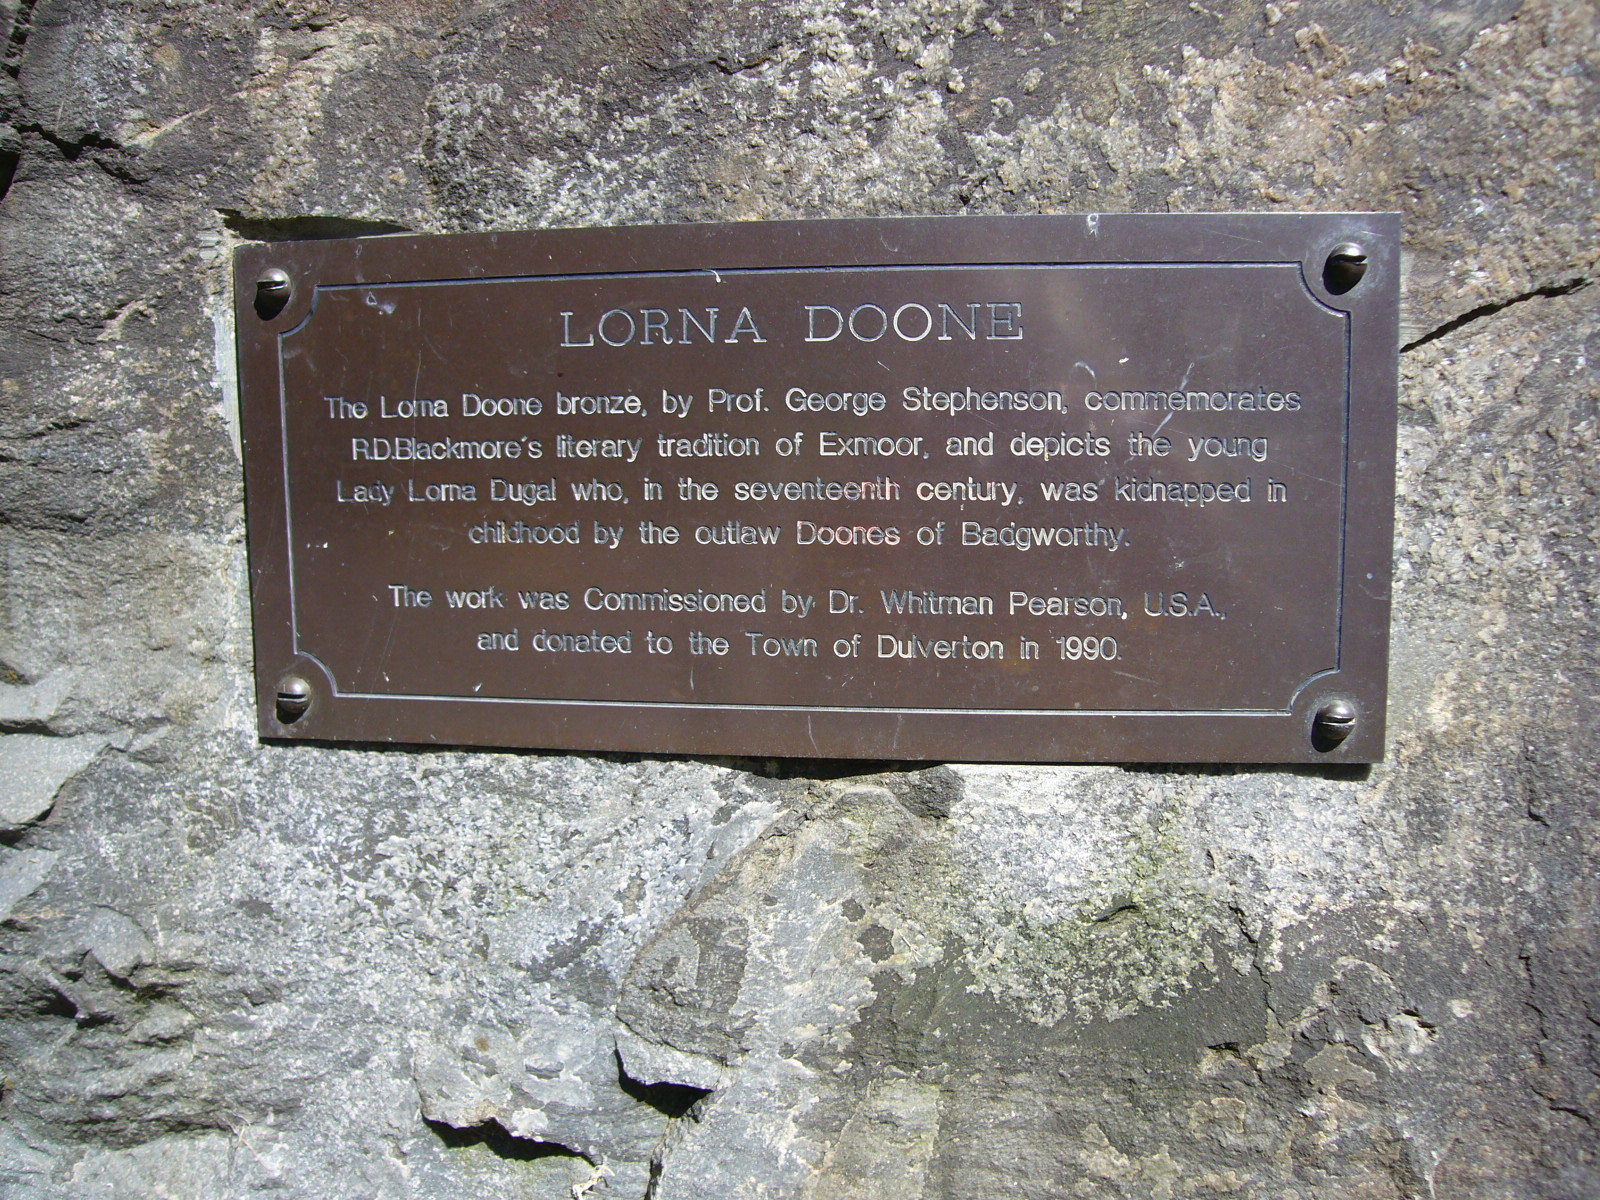 LORNA DOONE
The Lorna Doone bronze, by Prof. George Stephenson, commemorates
R.D.Blackmore's literary tradition of Exmoor, and depicts the young
Lady Lorna Dugal who, in the seventeenth century, was kidnapped in
childhood by the outlaw Doones of Badgworthy.
The work was Commissioned by Dr. Whitman Pearson, U.S.A.,
and donated to the Town of Dulverton in 1990.